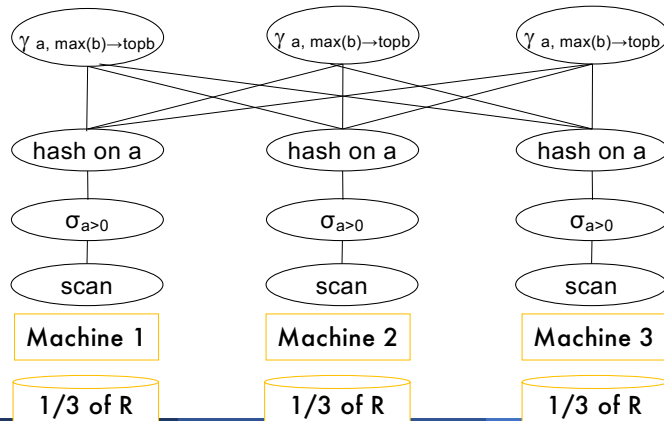 γ a, max(b)→topb γ a, max(b)→topb γ a, max(b)→topb
hash on a hash on a hash on a
σa>0 σa>0 σa>0
scan scan scan
Machine 1 Machine 2 Machine 3
1/3 of R 1/3 of R 1/3 of R